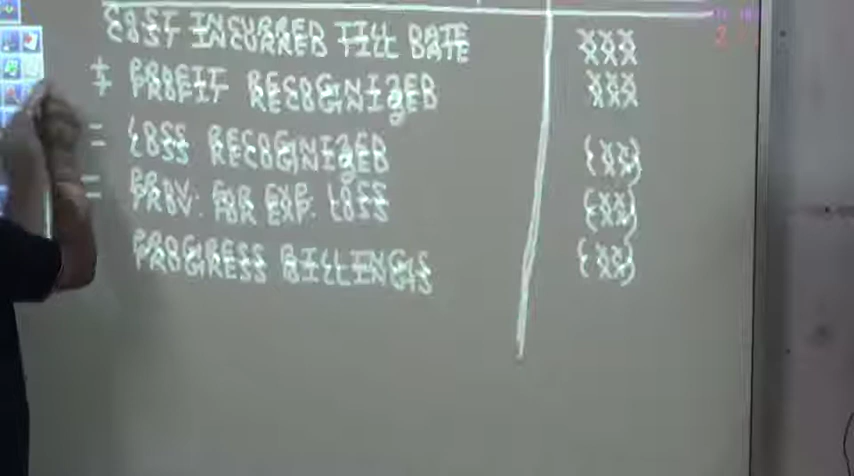 COST INCURRED TILL DATE XXX
+ PROFIT RECOGNIZED XXX
- LOSS RECOGNIZED (XX)
- PROV. FOR EXP. LOSS (XX)
PROGRESS BILLINGS (XX)